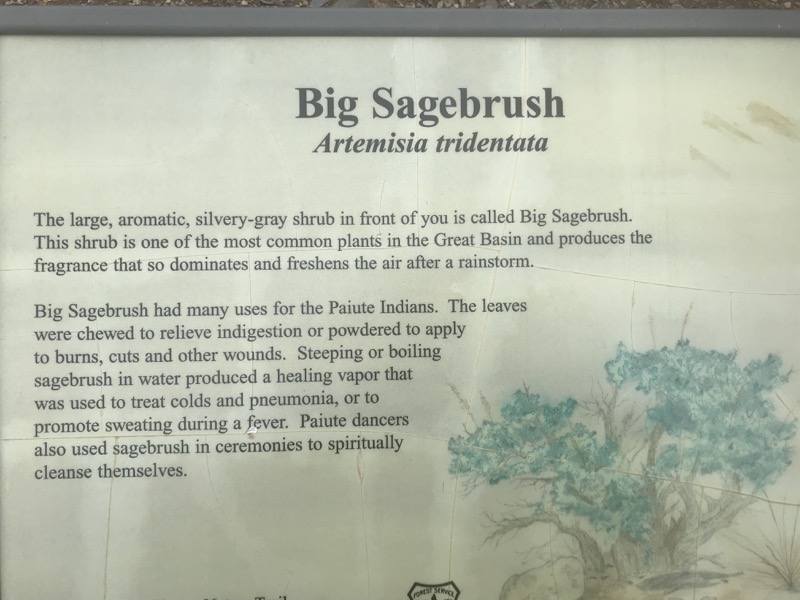 Big Sagebrush
Artemisia tridentata
The large, aromatic, silvery-gray shrub in front of you is called Big Sagebrush.
This shrub is one of the most common plants in the Great Basin and produces the
fragrance that so dominates and freshens the air after a rainstorm.
Big Sagebrush had many uses for the Paiute Indians. The leaves
were chewed to relieve indigestion or powdered to apply
to burns, cuts and other wounds. Steeping or boiling
sagebrush in water produced a healing vapor that
was used to treat colds and pneumonia, or to
promote sweating during a fever. Paiute dancers
also used sagebrush in ceremonies to spiritually
cleanse themselves.
FOREST SERVICE